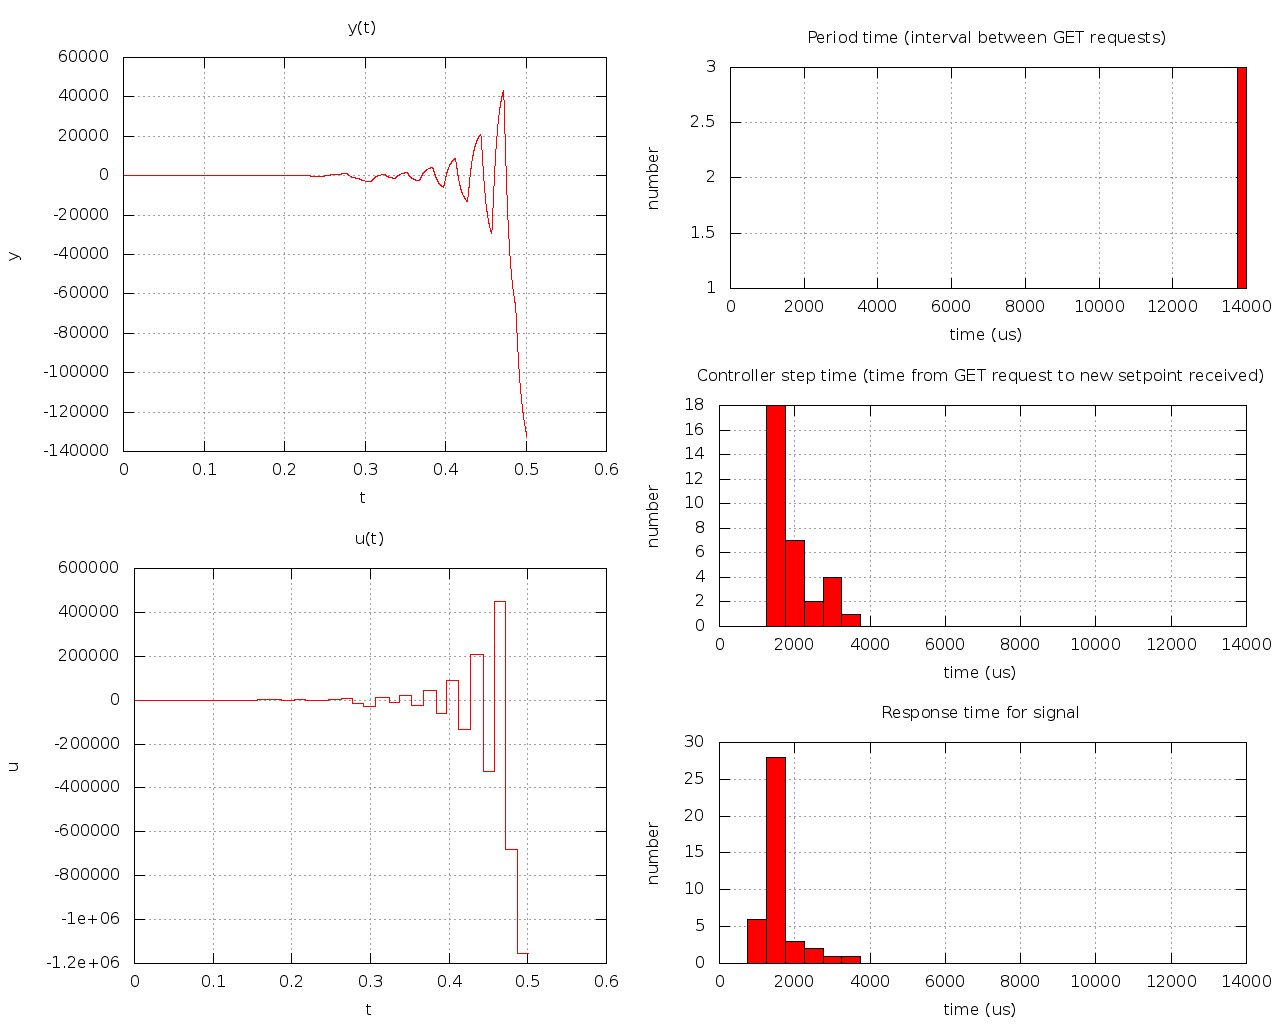 y(t)
60000
40000
20000
0
-20000
-40000
-60000
-80000
-100000
-120000
-140000
0 0.1 0.2 0.3 0.4 0.5 0.6
y
t
u(t)
600000
400000
200000
0
-200000
-400000
-600000
-800000
-1e+06
-1.2e+06
0 0.1 0.2 0.3 0.4 0.5 0.6
u
t
Period time (interval between GET requests)
3
2.5
2
1.5
1
0 2000 4000 6000 8000 10000 12000 14000
number
time (us)
Controller step time (time from GET request to new setpoint received)
18
16
14
12
10
8
6
4
2
0
0 2000 4000 6000 8000 10000 12000 14000
number
time (us)
Response time for signal
30
25
20
15
10
5
0
0 2000 4000 6000 8000 10000 12000 14000
number
time (us)